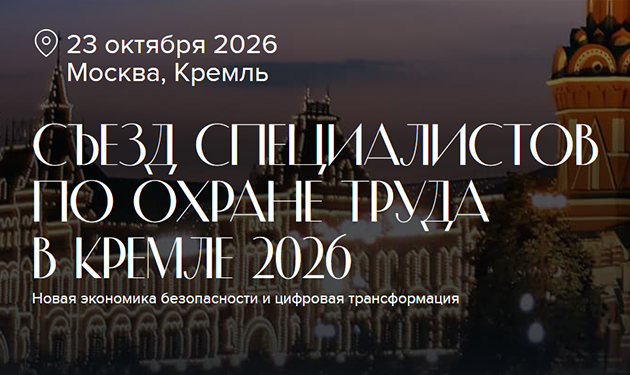 23 октября 2026
Москва, Кремль
СЪЕЗД СПЕЦИАЛИСТОВ
ПО ОХРАНЕ ТРУДА
В КРЕМЛЕ 2026
Новая экономика безопасности и цифровая трансформация